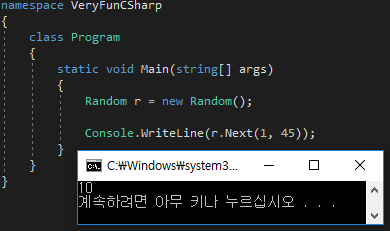 namespace VeryFunCSharp
{
class Program
{
static void Main(string[] args)
{
Random r = new Random();
Console.WriteLine(r.Next(1, 45));
}
}
}
C:\Windows\system3...
10
계속하려면 아무 키나 누르십시오 . . .